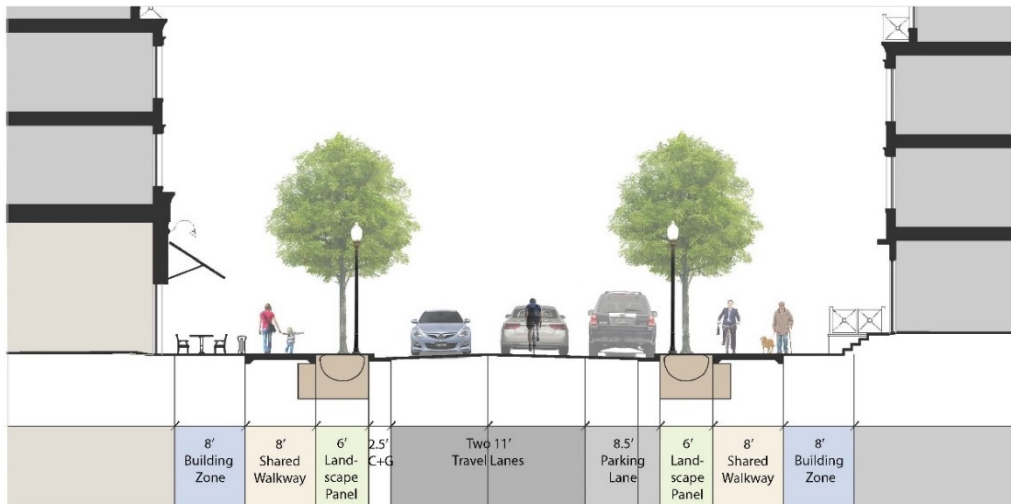 8'
Building
Zone
8'
Shared
Walkway
6'
Land-
scape
Panel
2.5'
C+G
Two 11'
Travel Lanes
8.5'
Parking
Lane
6'
Land-
scape
Panel
8'
Shared
Walkway
8'
Building
Zone